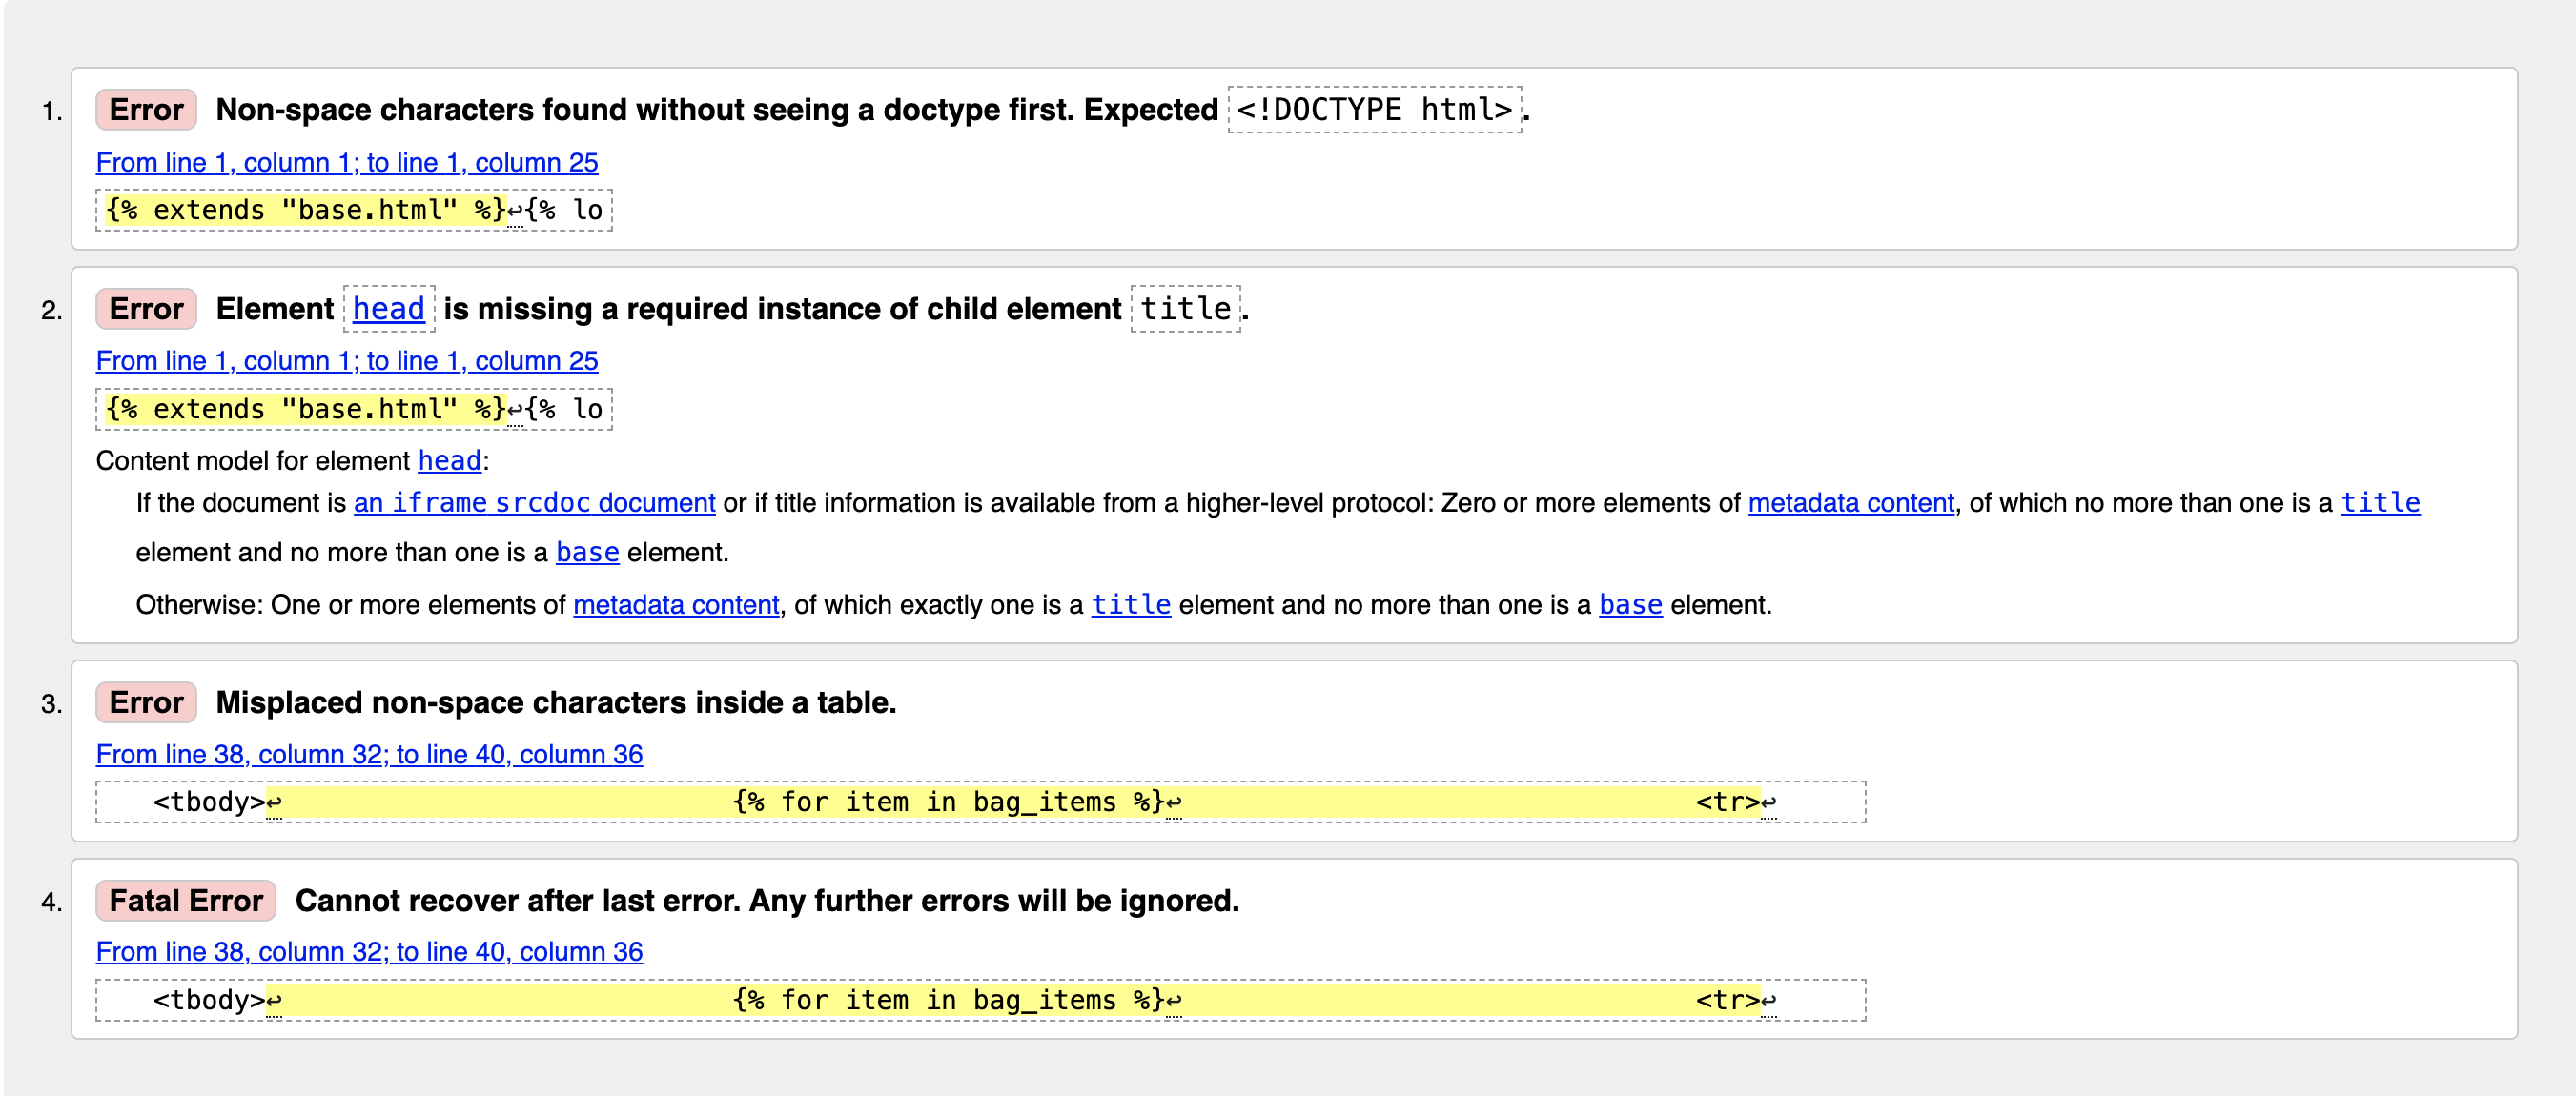 1. Error Non-space characters found without seeing a doctype first. Expected <!DOCTYPE html>.
From line 1, column 1; to line 1, column 25
{% extends "base.html" %}↩{% lo
2. Error Element head is missing a required instance of child element title.
From line 1, column 1; to line 1, column 25
{% extends "base.html" %}↩{% lo
Content model for element head:
If the document is an iframe srcdoc document or if title information is available from a higher-level protocol: Zero or more elements of metadata content, of which no more than one is a title
element and no more than one is a base element.
Otherwise: One or more elements of metadata content, of which exactly one is a title element and no more than one is a base element.
3. Error Misplaced non-space characters inside a table.
From line 38, column 32; to line 40, column 36
<tbody>↩ {% for item in bag_items %}↩ <tr>↩
4. Fatal Error Cannot recover after last error. Any further errors will be ignored.
From line 38, column 32; to line 40, column 36
<tbody>↩ {% for item in bag_items %}↩ <tr>↩